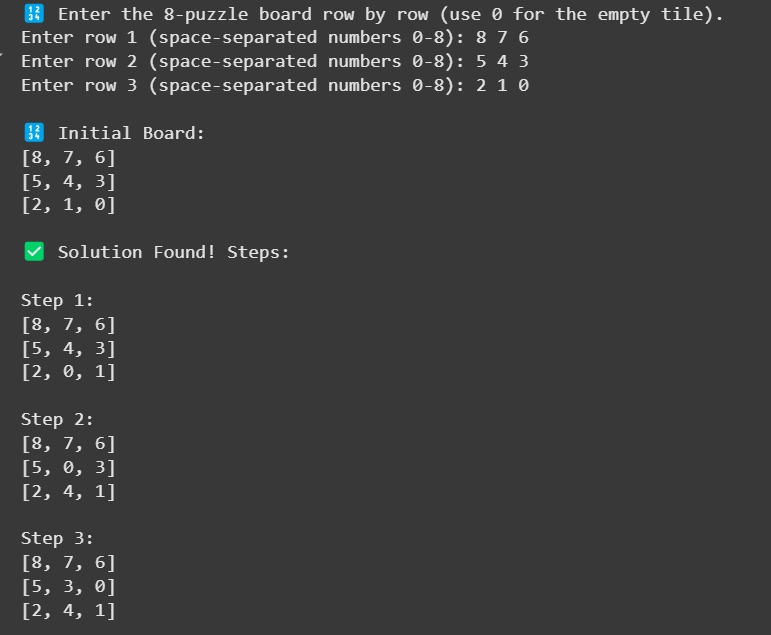 🔢 Enter the 8-puzzle board row by row (use 0 for the empty tile).
Enter row 1 (space-separated numbers 0-8): 8 7 6
Enter row 2 (space-separated numbers 0-8): 5 4 3
Enter row 3 (space-separated numbers 0-8): 2 1 0
🔢 Initial Board:
[8, 7, 6]
[5, 4, 3]
[2, 1, 0]
✅ Solution Found! Steps:
Step 1:
[8, 7, 6]
[5, 4, 3]
[2, 0, 1]
Step 2:
[8, 7, 6]
[5, 0, 3]
[2, 4, 1]
Step 3:
[8, 7, 6]
[5, 3, 0]
[2, 4, 1]